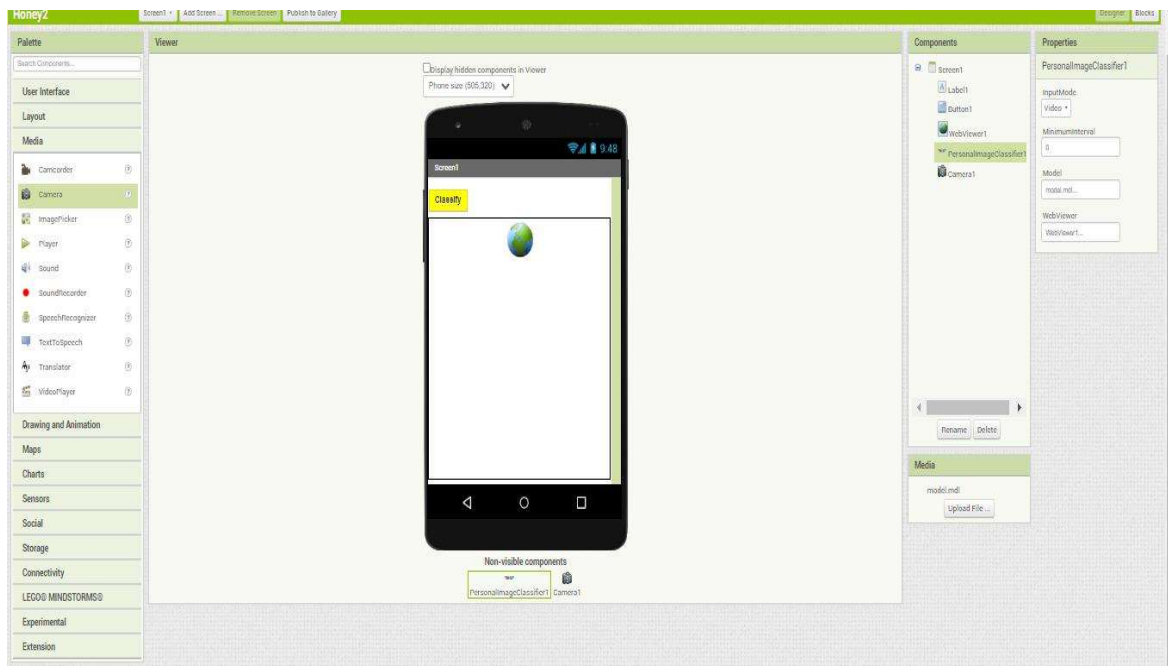 Honey2
Screen1 Add Screen ... Remove Screen Publish to Gallery Designer Blocks
Palette
Search Components...
User Interface
Layout
Media
Camcorder
Camera
ImagePicker
Player
Sound
SoundRecorder
SpeechRecognizer
TextToSpeech
Translator
VideoPlayer
Drawing and Animation
Maps
Charts
Sensors
Social
Storage
Connectivity
LEGO® MINDSTORMS®
Experimental
Extension
Viewer
Display hidden components in Viewer
Phone size (505,320)
9:48
Screen1
Classify
Non-visible components
PersonalImageClassifier1 Camera1
Components
Screen1
Label1
Button1
WebViewer1
PersonalImageClassifier1
Camera1
Rename Delete
Media
model.mdl
Upload File ...
Properties
PersonalImageClassifier1
InputMode
Video
MinimumInterval
0
Model
model.mdl...
WebViewer
WebViewer1...